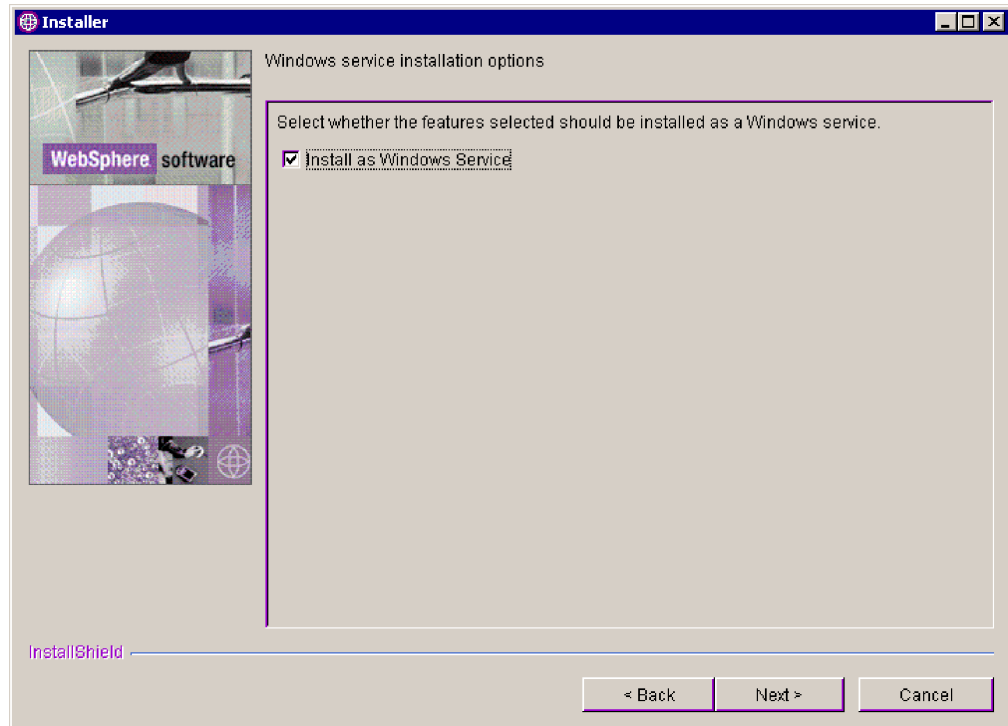 Installer
Windows service installation options
Select whether the features selected should be installed as a Windows service.
WebSphere software
Install as Windows Service
InstallShield
< Back
Next >
Cancel